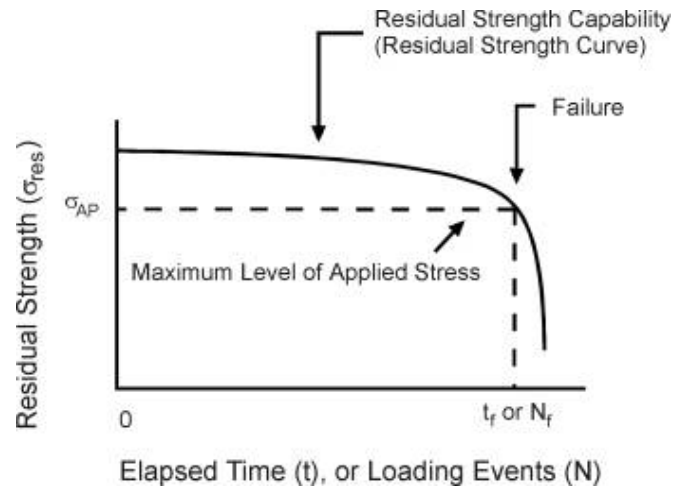 Residual Strength Capability
(Residual Strength Curve)
Failure
Residual Strength (σres)
σAP
Maximum Level of Applied Stress
0
tf or Nf
Elapsed Time (t), or Loading Events (N)